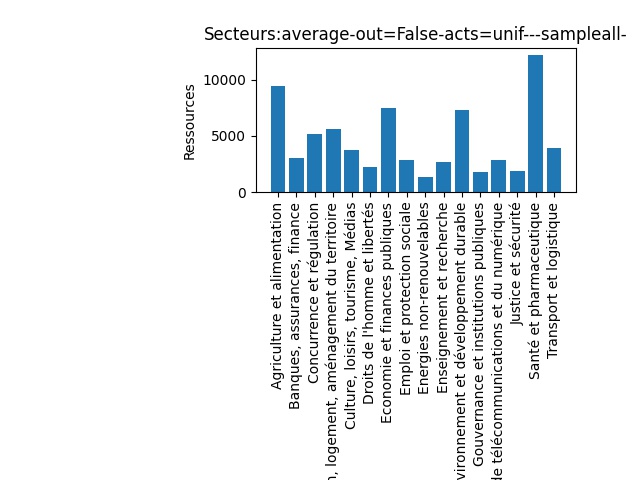 Secteurs:average-out=False-acts=unif---sampleall-
Ressources
10000
5000
0
Agriculture et alimentation
Banques, assurances, finance
Concurrence et régulation
, logement, aménagement du territoire
Culture, loisirs, tourisme, Médias
Droits de l'homme et libertés
Economie et finances publiques
Emploi et protection sociale
Energies non-renouvelables
Enseignement et recherche
vironnement et développement durable
Gouvernance et institutions publiques
de télécommunications et du numérique
Justice et sécurité
Santé et pharmaceutique
Transport et logistique